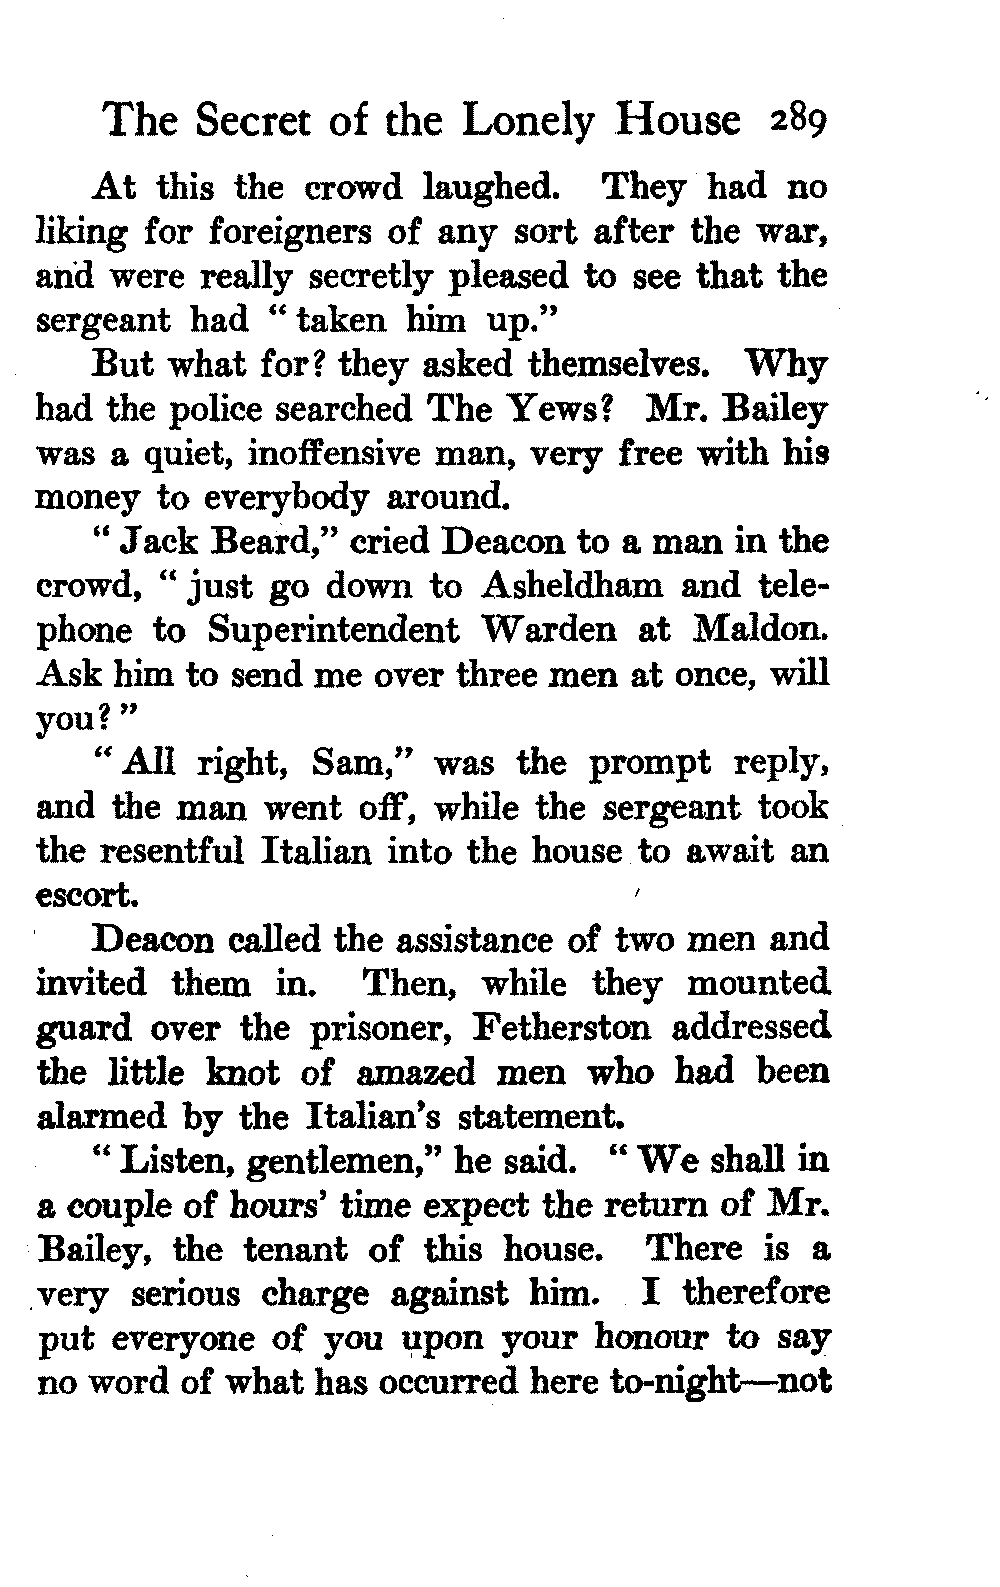 The Secret of the Lonely House 289
At this the crowd laughed. They had no
liking for foreigners of any sort after the war,
and were really secretly pleased to see that the
sergeant had “ taken him up.”
But what for? they asked themselves. Why
had the police searched The Yews? Mr. Bailey
was a quiet, inoffensive man, very free with his
money to everybody around.
“ Jack Beard,” cried Deacon to a man in the
crowd, “ just go down to Asheldham and tele-
phone to Superintendent Warden at Maldon.
Ask him to send me over three men at once, will
you? ”
“ All right, Sam,” was the prompt reply,
and the man went off, while the sergeant took
the resentful Italian into the house to await an
escort.
Deacon called the assistance of two men and
invited them in. Then, while they mounted
guard over the prisoner, Fetherston addressed
the little knot of amazed men who had been
alarmed by the Italian’s statement.
“ Listen, gentlemen,” he said. “ We shall in
a couple of hours’ time expect the return of Mr.
Bailey, the tenant of this house. There is a
very serious charge against him. I therefore
put everyone of you upon your honour to say
no word of what has occurred here to-night—not